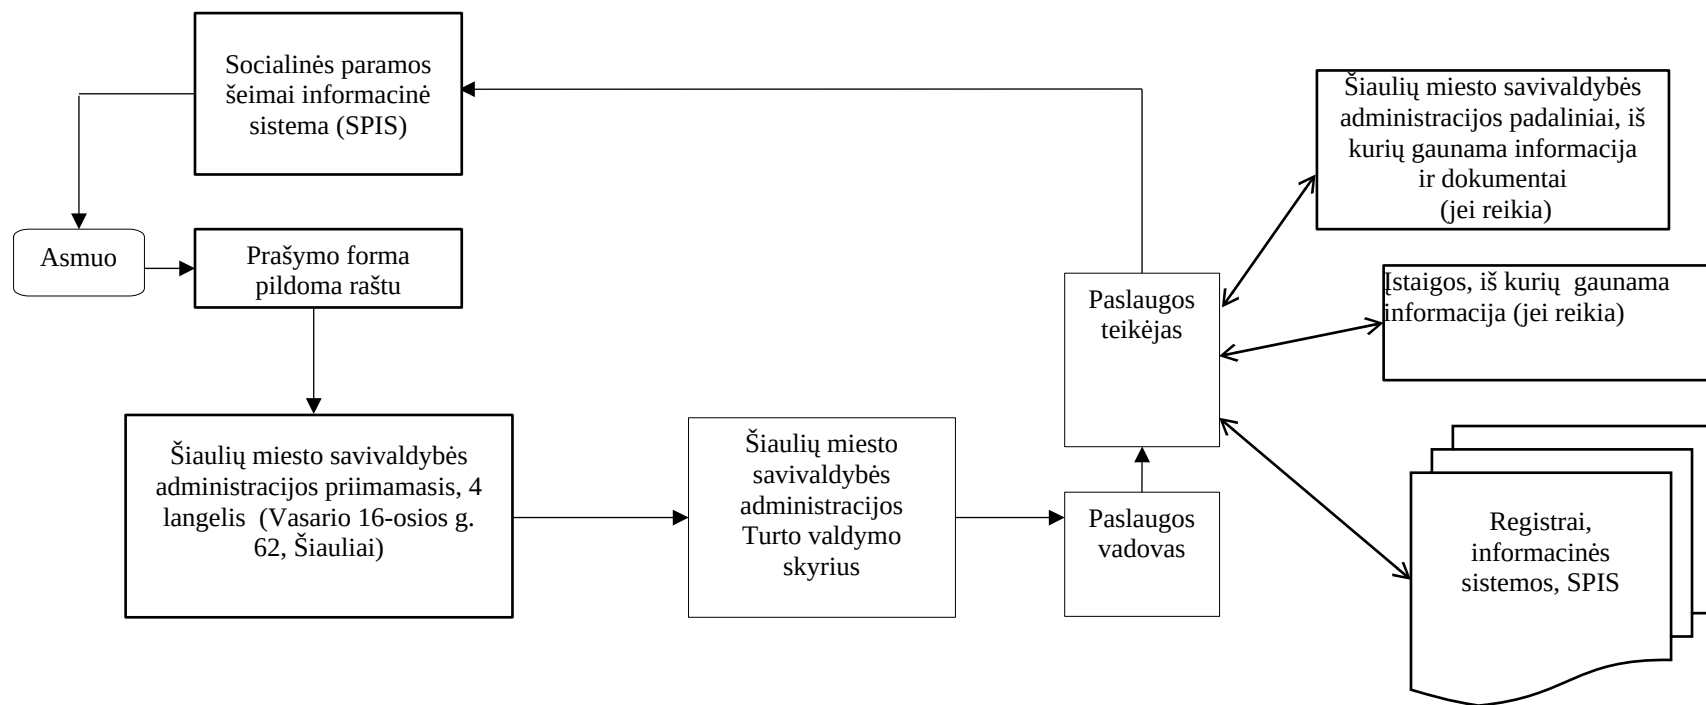 Socialinės paramos
šeimai informacinė
sistema (SPIS)
Šiaulių miesto savivaldybės
administracijos padaliniai, iš
kurių gaunama informacija
ir dokumentai
(jei reikia)
Asmuo
Prašymo forma
pildoma raštu
Paslaugos
teikėjas
Įstaigos, iš kurių  gaunama
informacija (jei reikia)
Šiaulių miesto savivaldybės
administracijos priimamasis, 4
langelis  (Vasario 16-osios g.
62, Šiauliai)
Šiaulių miesto
savivaldybės
administracijos
Turto valdymo
skyrius
Paslaugos
vadovas
Registrai,
informacinės
sistemos, SPIS